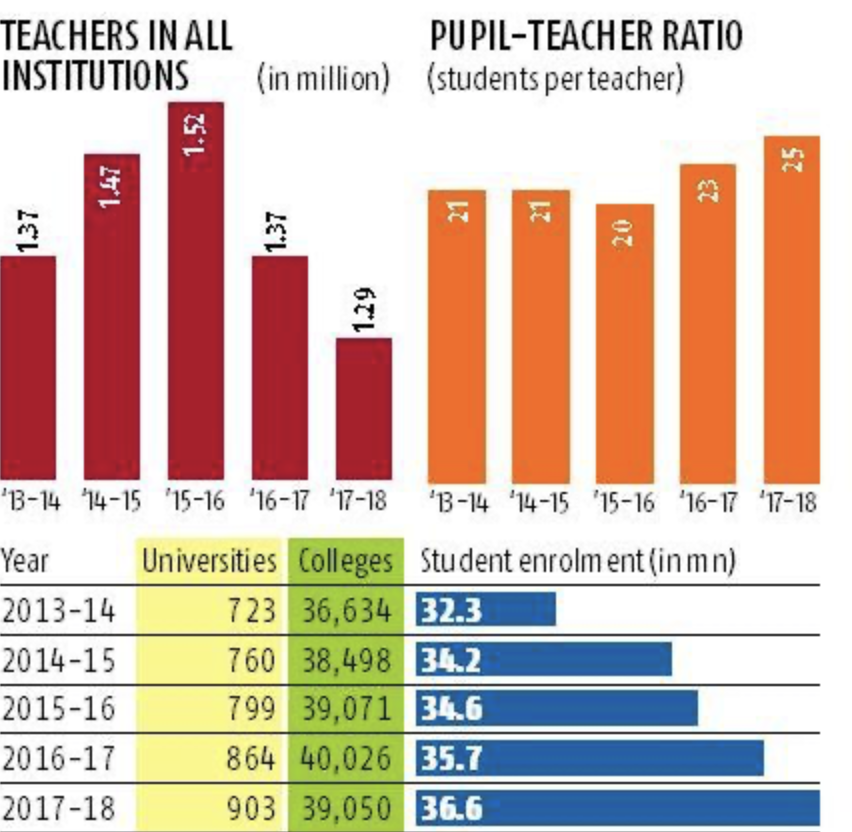 TEACHERS IN ALL
INSTITUTIONS (in million)
1.37
1.47
1.52
1.37
1.29
'13–14 '14–15 '15–16 '16–17 '17–18
PUPIL–TEACHER RATIO
(students per teacher)
21
21
20
23
25
'13–14 '14–15 '15–16 '16–17 '17–18
Year Universities Colleges Student enrolment (in mn)
2013–14 723 36,634 32.3
2014–15 760 38,498 34.2
2015–16 799 39,071 34.6
2016–17 864 40,026 35.7
2017–18 903 39,050 36.6